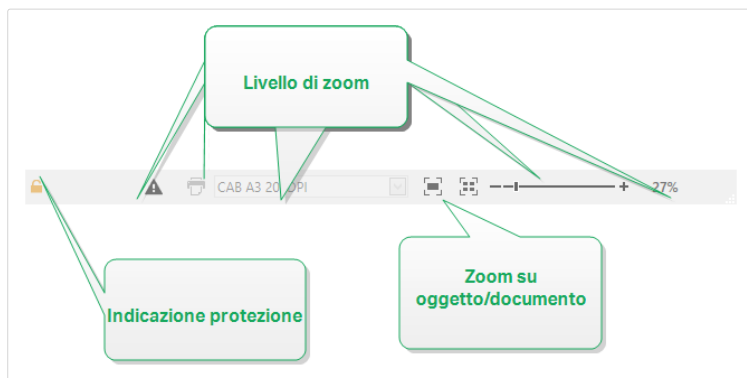 Livello di zoom
CAB A3 20 DPI
27%
Indicazione protezione
Zoom su
oggetto/documento